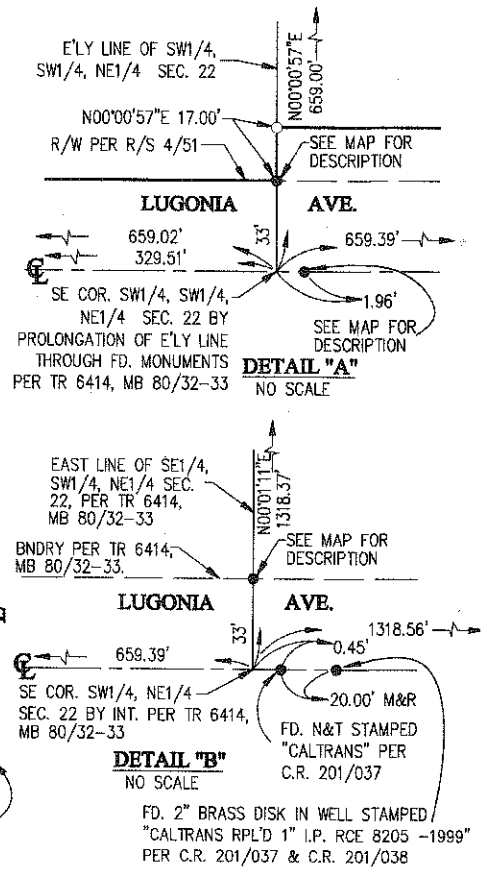 E'LY LINE OF SW1/4,
SW1/4, NE1/4 SEC. 22
N00°00'57"E
659.00'
N00°00'57"E 17.00'
R/W PER R/S 4/51
SEE MAP FOR
DESCRIPTION
LUGONIA AVE.
659.02'
329.51'
33'
659.39'
℄
1.96'
SE COR. SW1/4, SW1/4,
NE1/4 SEC. 22 BY
PROLONGATION OF E'LY LINE
THROUGH FD. MONUMENTS
PER TR 6414, MB 80/32-33
SEE MAP FOR
DESCRIPTION
DETAIL "A"
NO SCALE
EAST LINE OF SE1/4,
SW1/4, NE1/4 SEC.
22, PER TR 6414,
MB 80/32-33
N00°01'11"E
1318.37'
BNDRY PER TR 6414,
MB 80/32-33
SEE MAP FOR
DESCRIPTION
LUGONIA AVE.
659.39'
33'
0.45'
1318.56'
℄
20.00' M&R
SE COR. SW1/4, NE1/4
SEC. 22 BY INT. PER TR 6414,
MB 80/32-33
FD. N&T STAMPED
"CALTRANS" PER
C.R. 201/037
DETAIL "B"
NO SCALE
FD. 2" BRASS DISK IN WELL STAMPED
"CALTRANS RPL'D 1" I.P. RCE 8205 -1999"
PER C.R. 201/037 & C.R. 201/038